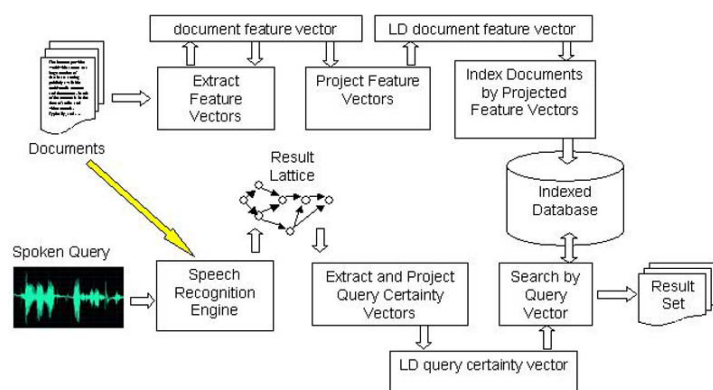 document feature vector
LD document feature vector
Extract
Feature
Vectors
Project Feature
Vectors
Index Documents
by Projected
Feature Vectors
Documents
Result
Lattice
Indexed
Database
Spoken Query
Speech
Recognition
Engine
Extract and Project
Query Certainty
Vectors
Search by
Query
Vector
Result
Set
LD query certainty vector